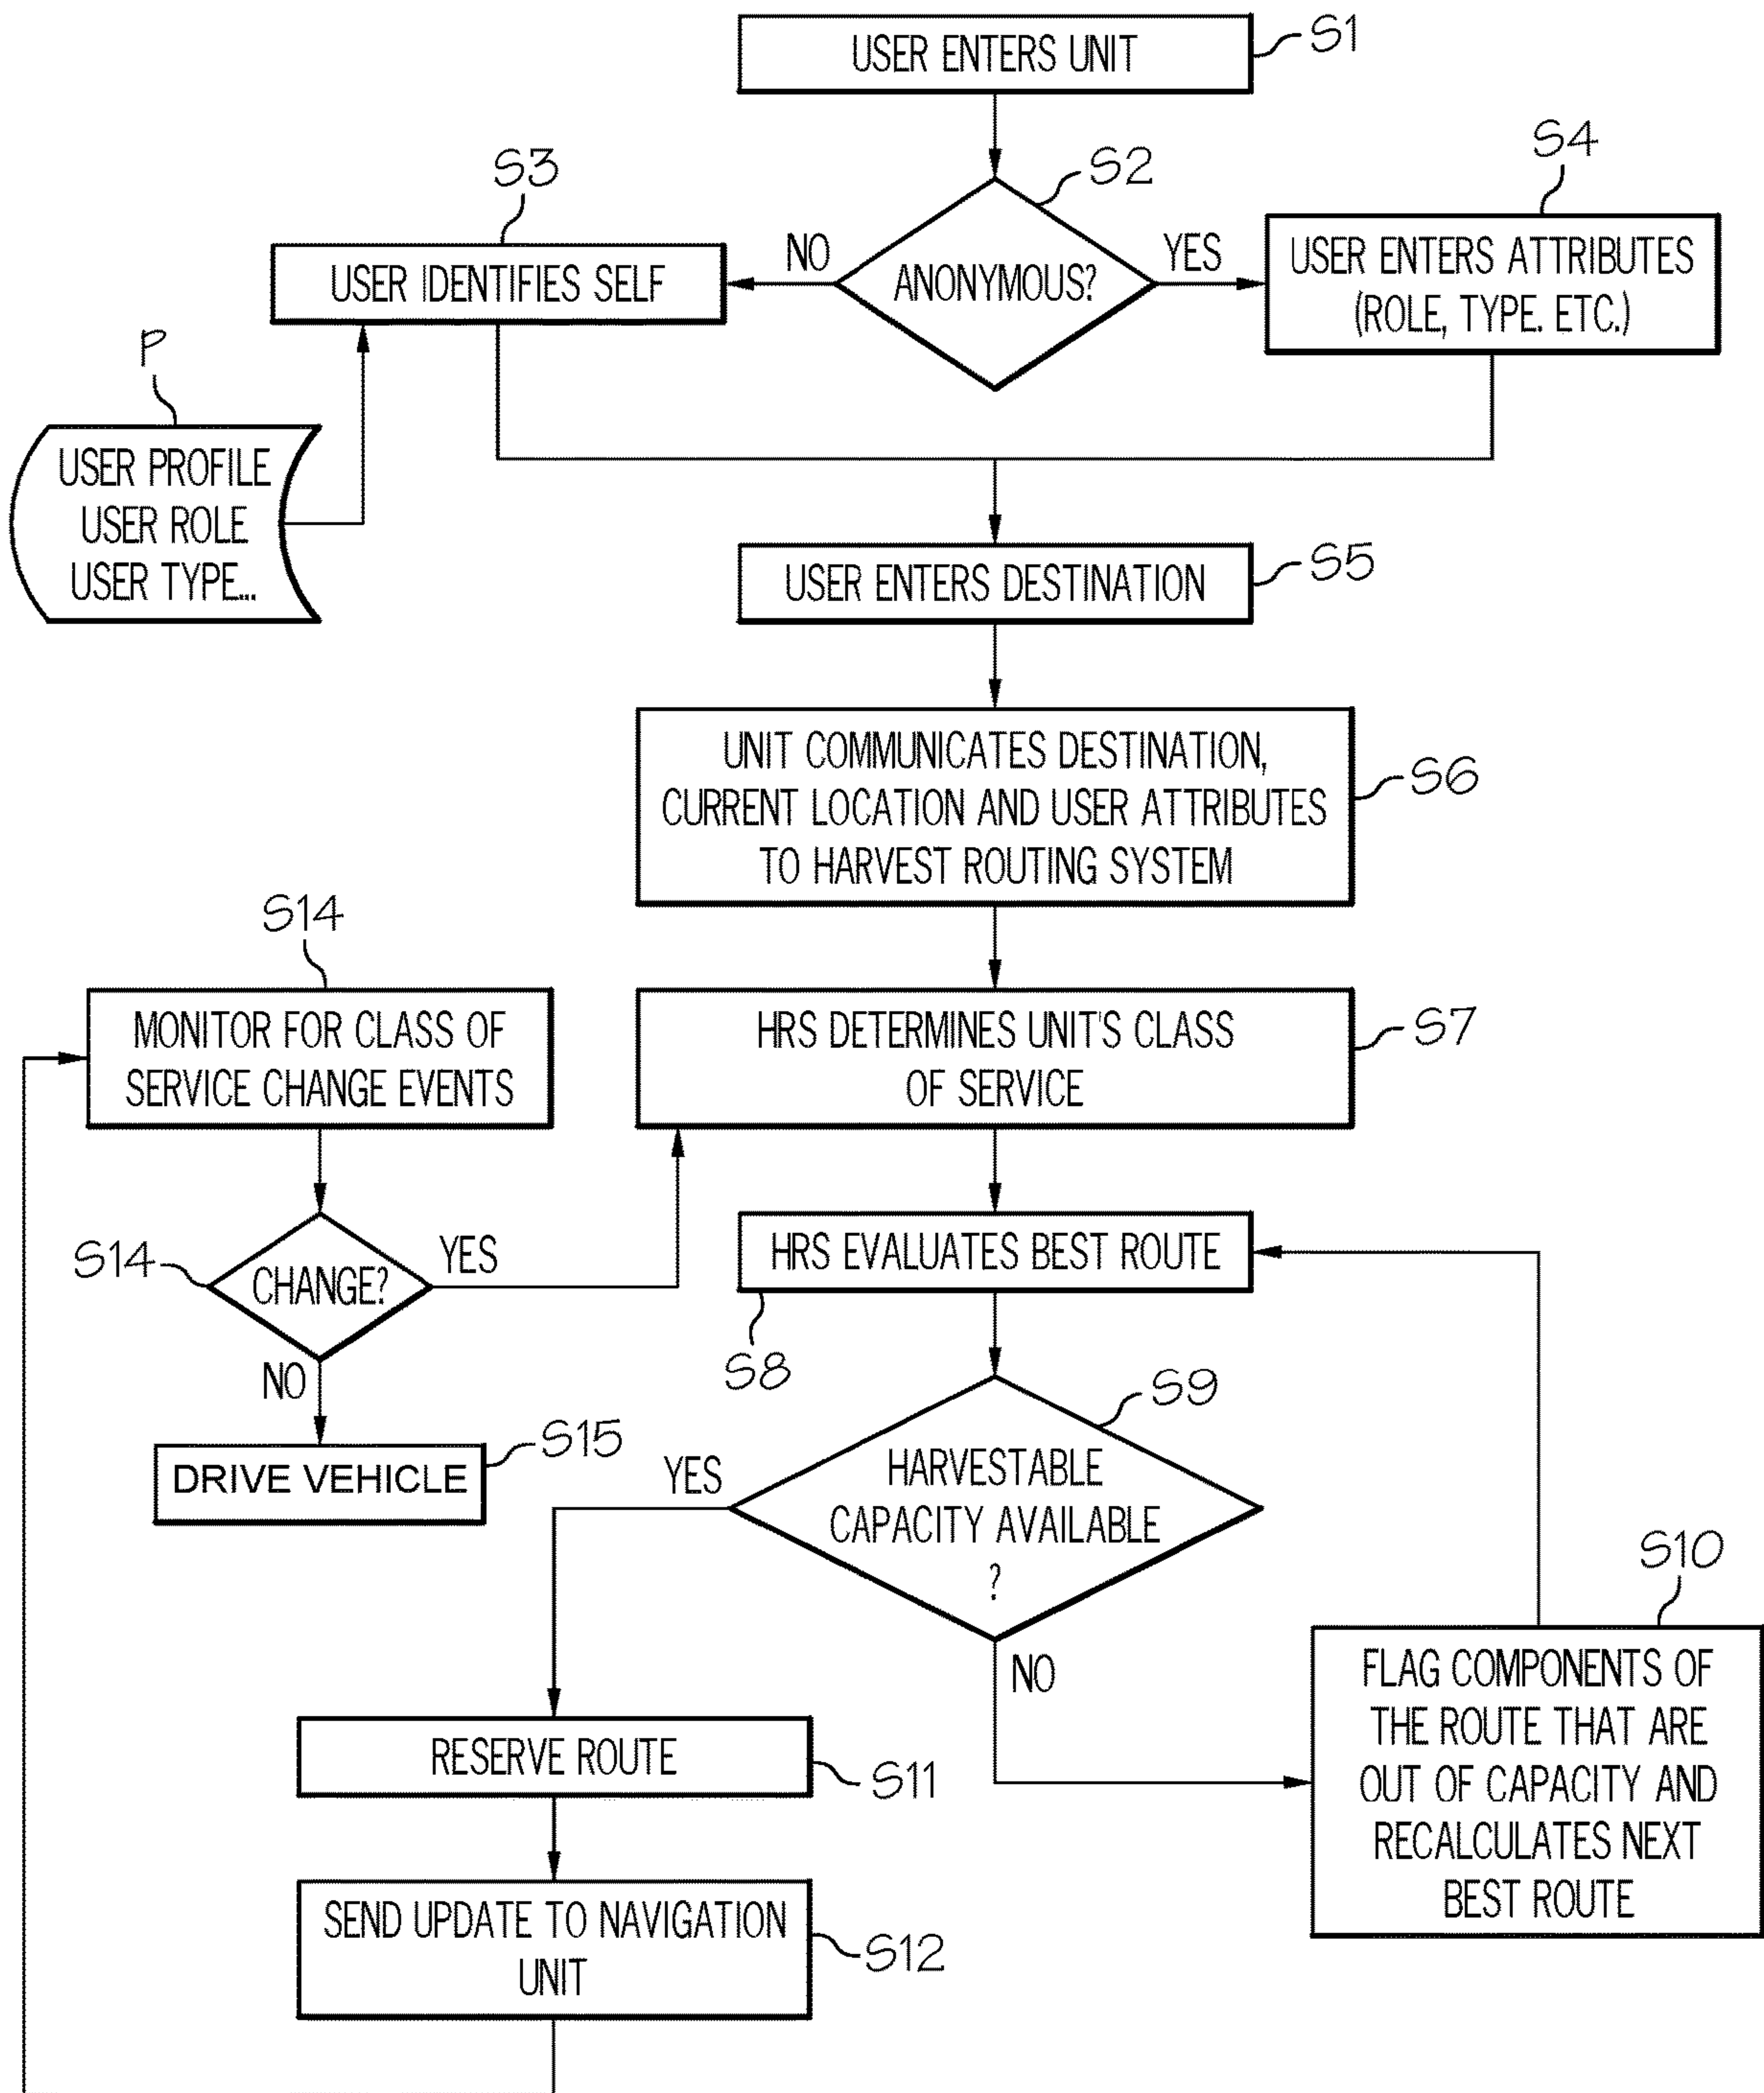 USER ENTERS UNIT
S1
S2
ANONYMOUS?
NO
YES
S3
USER IDENTIFIES SELF
S4
USER ENTERS ATTRIBUTES
(ROLE, TYPE. ETC.)
P
USER PROFILE
USER ROLE
USER TYPE...
USER ENTERS DESTINATION
S5
UNIT COMMUNICATES DESTINATION,
CURRENT LOCATION AND USER ATTRIBUTES
TO HARVEST ROUTING SYSTEM
S6
HRS DETERMINES UNIT'S CLASS
OF SERVICE
S7
S14
MONITOR FOR CLASS OF
SERVICE CHANGE EVENTS
S14
CHANGE?
YES
NO
DRIVE VEHICLE
S15
HRS EVALUATES BEST ROUTE
S8
S9
HARVESTABLE
CAPACITY AVAILABLE
?
YES
NO
S10
FLAG COMPONENTS OF
THE ROUTE THAT ARE
OUT OF CAPACITY AND
RECALCULATES NEXT
BEST ROUTE
RESERVE ROUTE
S11
SEND UPDATE TO NAVIGATION
UNIT
S12